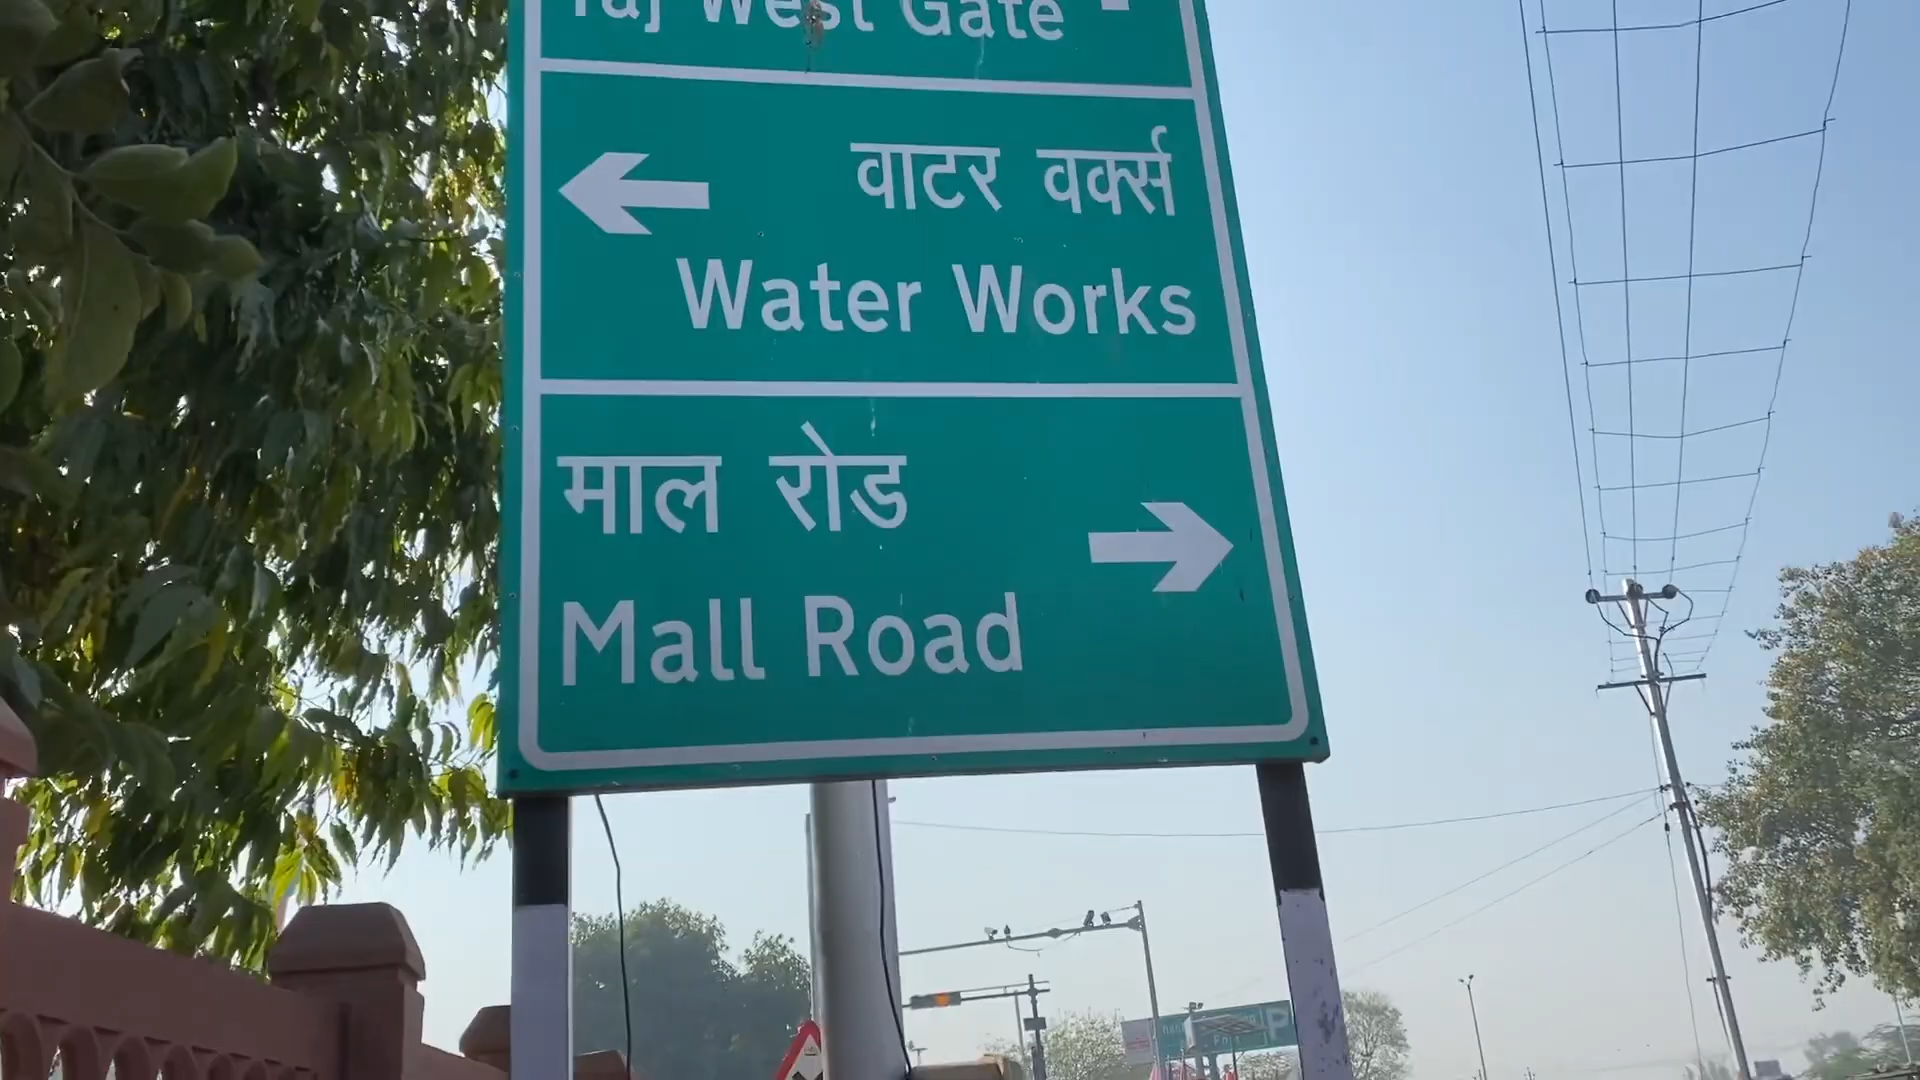 Taj West Gate
वाटर वर्क्स
Water Works
माल रोड
Mall Road
P